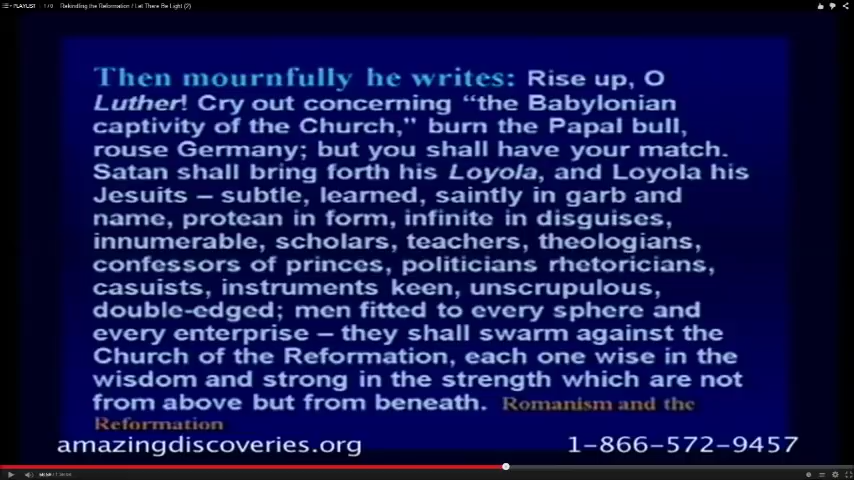 PLAYLIST
Rekindling the Reformation / Let There Be Light (2)
Then mournfully he writes: Rise up, O
Luther! Cry out concerning “the Babylonian
captivity of the Church,” burn the Papal bull,
rouse Germany; but you shall have your match.
Satan shall bring forth his Loyola, and Loyola his
Jesuits – subtle, learned, saintly in garb and
name, protean in form, infinite in disguises,
innumerable, scholars, teachers, theologians,
confessors of princes, politicians rhetoricians,
casuists, instruments keen, unscrupulous,
double-edged; men fitted to every sphere and
every enterprise – they shall swarm against the
Church of the Reformation, each one wise in the
wisdom and strong in the strength which are not
from above but from beneath. Romanism and the
Reformation
amazingdiscoveries.org 1-866-572-9457